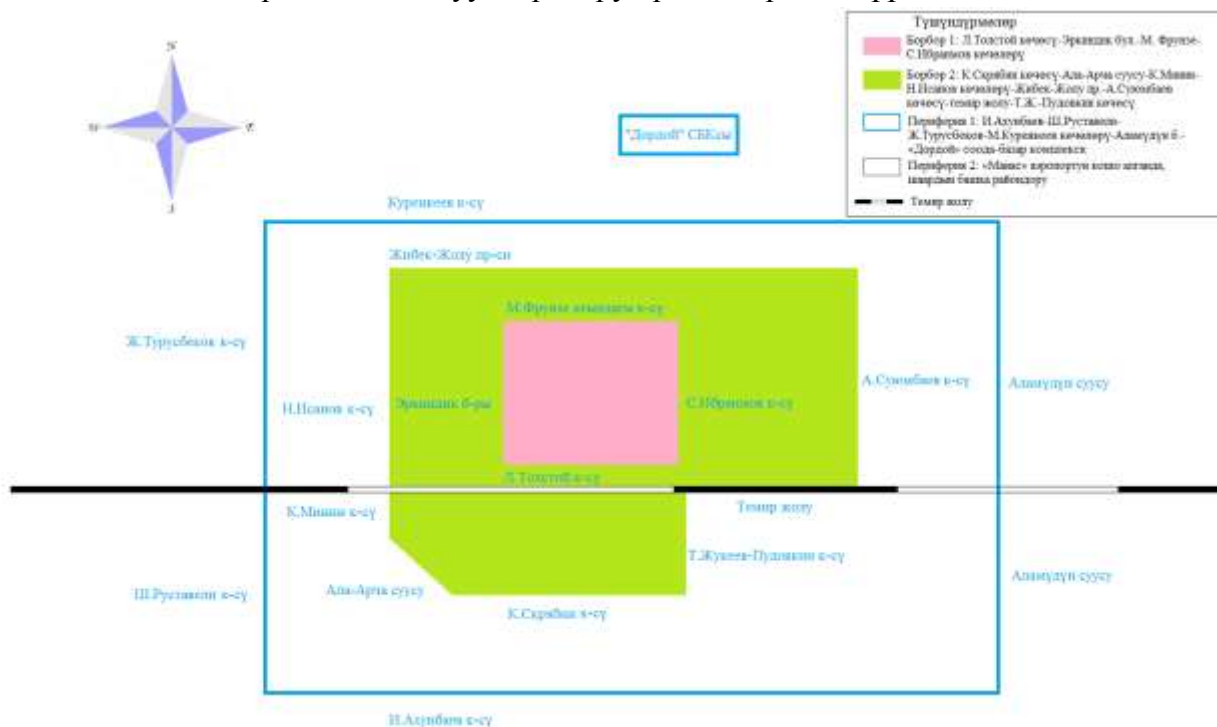 Түшүндүрмөлөр
Борбор 1: Л.Толстой көчөсү-Эркиндик бул.-М. Фрунзе-
С.Ибраимов көчөлөрү
Борбор 2: К.Скрябин көчөсү-Ала-Арча суусу-К.Минин-
Н.Исанов көчөлөрү-Жибек-Жолу пр.-А.Суюмбаев
көчөсү-темир жолу-Т.Ж.-Пудовкин көчөсү
Периферия 1: И.Ахунбаев-Ш.Руставели-
Ж.Турусбеков-М.Куренкеев көчөлөрү-Аламүдүн б.-
«Дордой» соода-базар комплекси
Периферия 2: «Манас» аэропортун кошо алганда,
шаардын башка райондору
Темир жолу
N
E
"Дордой" СБКсы
Куренкеев к-сү
Жибек-Жолу пр-си
М.Фрунзе атындагы к-сү
Ж.Турусбеков к-сү
Н.Исанов к-сү
Эркиндик б-ры
С.Ибраимов к-сү
А.Суюмбаев к-сү
Аламүдүн суусу
Л.Толстой к-сү
К.Минин к-сү
Темир жолу
Т.Жукеев-Пудовкин к-сү
Ш.Руставели к-сү
Ала-Арча суусу
К.Скрябин к-сү
Аламүдүн суусу
И.Ахунбаев к-сү